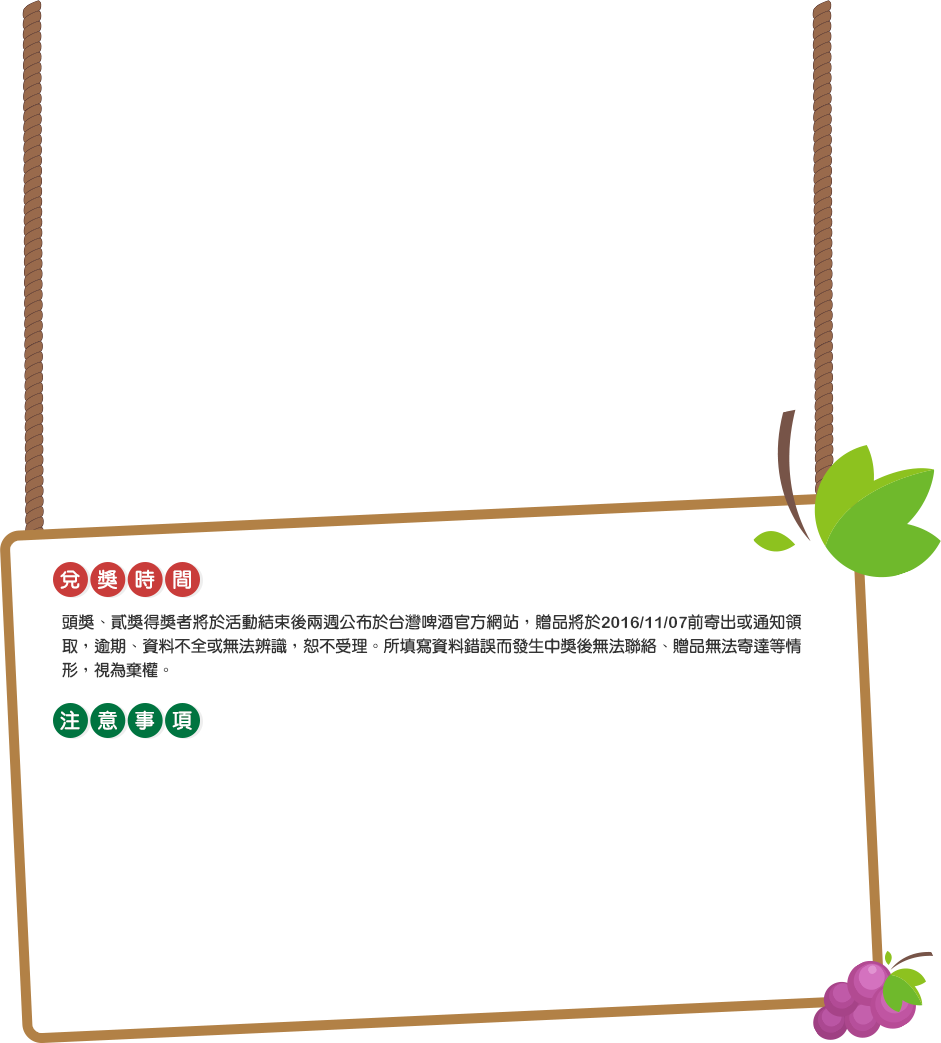 兌獎時間
頭獎、貳獎得獎者將於活動結束後兩週公布於台灣啤酒官方網站，贈品將於2016/11/07前寄出或通知領
取，逾期、資料不全或無法辨識，恕不受理。所填寫資料錯誤而發生中獎後無法聯絡、贈品無法寄達等情
形，視為棄權。
注意事項